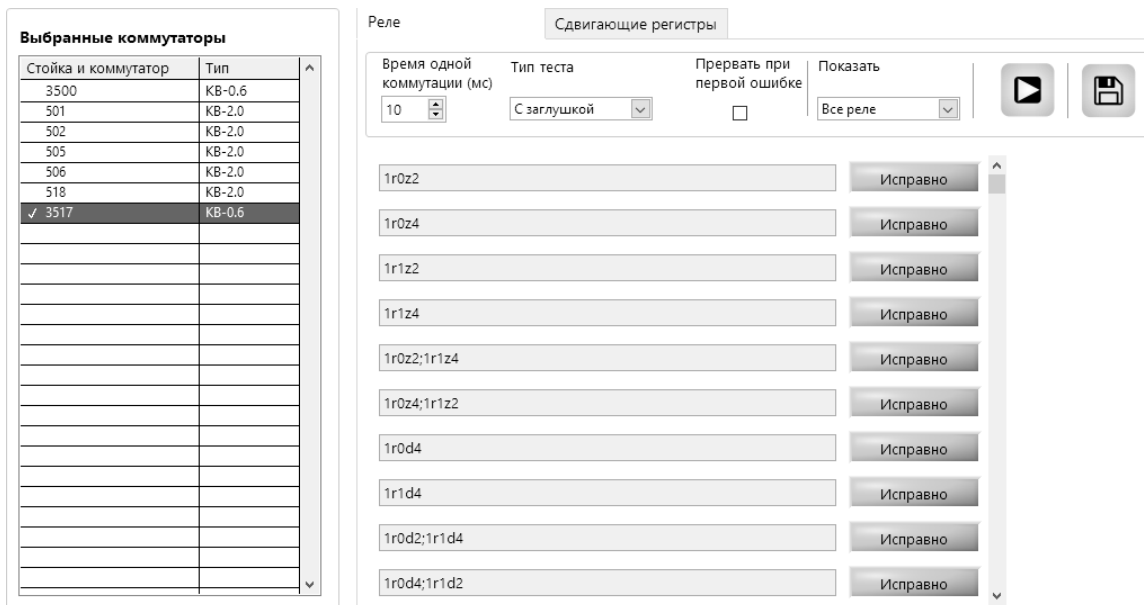 Выбранные коммутаторы
Стойка и коммутатор Тип
3500 КВ-0.6
501 КВ-2.0
502 КВ-2.0
505 КВ-2.0
506 КВ-2.0
518 КВ-2.0
✓ 3517 КВ-0.6
Реле Сдвигающие регистры
Время одной
коммутации (мс)
10
Тип теста
С заглушкой
Прервать при
первой ошибке
Показать
Все реле
1r0z2 Исправно
1r0z4 Исправно
1r1z2 Исправно
1r1z4 Исправно
1r0z2;1r1z4 Исправно
1r0z4;1r1z2 Исправно
1r0d4 Исправно
1r1d4 Исправно
1r0d2;1r1d4 Исправно
1r0d4;1r1d2 Исправно